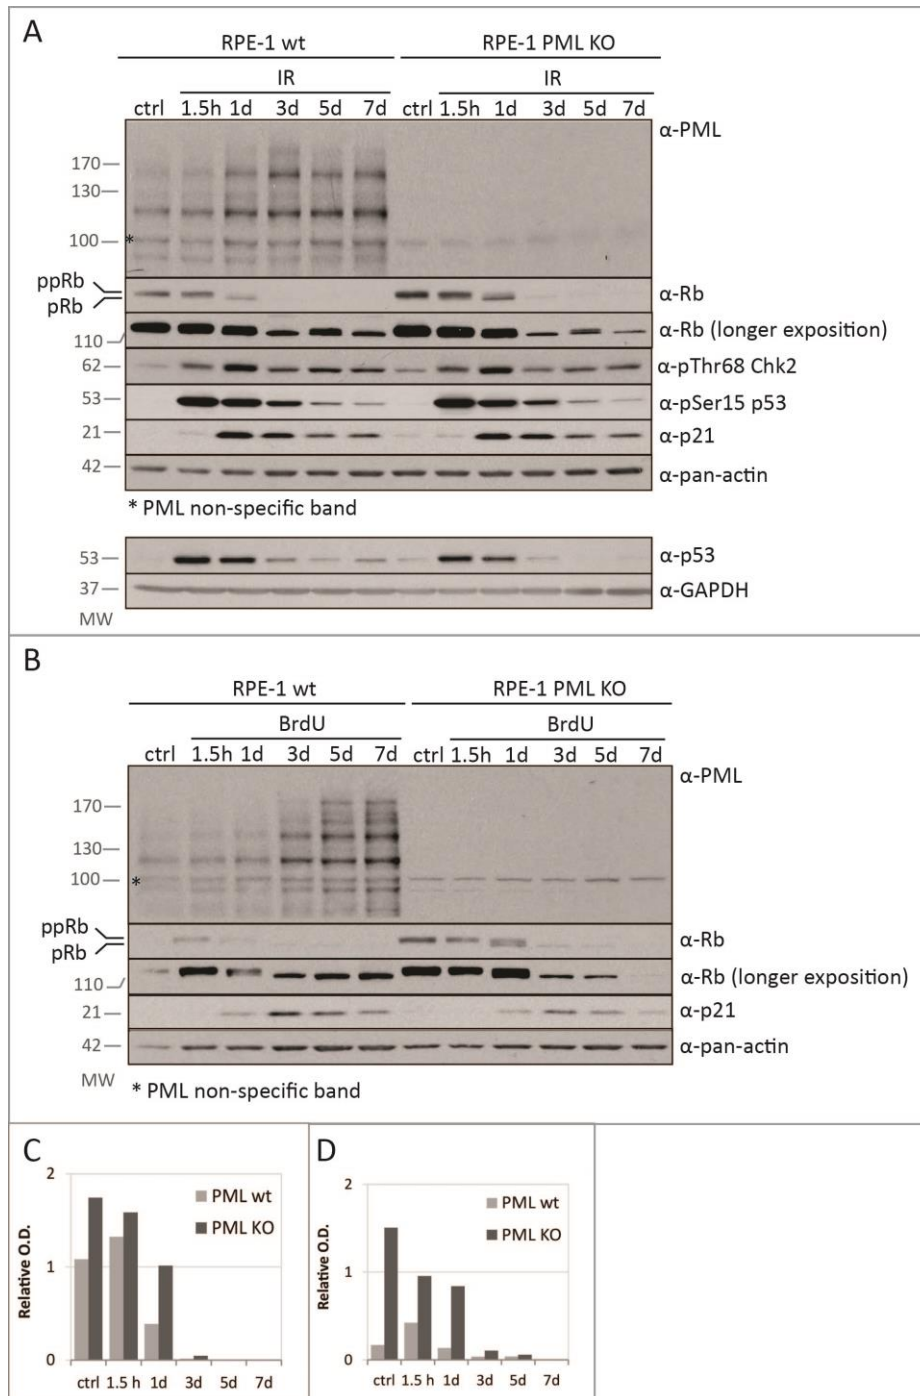 A
RPE-1 wt RPE-1 PML KO
IR IR
ctrl 1.5h 1d 3d 5d 7d ctrl 1.5h 1d 3d 5d 7d
α-PML
170
130
* 100
ppRb
pRb α-Rb
110 α-Rb (longer exposition)
62 α-pThr68 Chk2
53 α-pSer15 p53
21 α-p21
42 α-pan-actin
* PML non-specific band
53 α-p53
37 α-GAPDH
MW
B
RPE-1 wt RPE-1 PML KO
BrdU BrdU
ctrl 1.5h 1d 3d 5d 7d ctrl 1.5h 1d 3d 5d 7d
α-PML
170
130
100 *
ppRb
pRb α-Rb
110 α-Rb (longer exposition)
21 α-p21
42 α-pan-actin
MW
* PML non-specific band
C
2
1
0
Relative O.D.
PML wt
PML KO
ctrl 1.5 h 1d 3d 5d 7d
D
2
1
0
Relative O.D.
PML wt
PML KO
ctrl 1.5 h 1d 3d 5d 7d